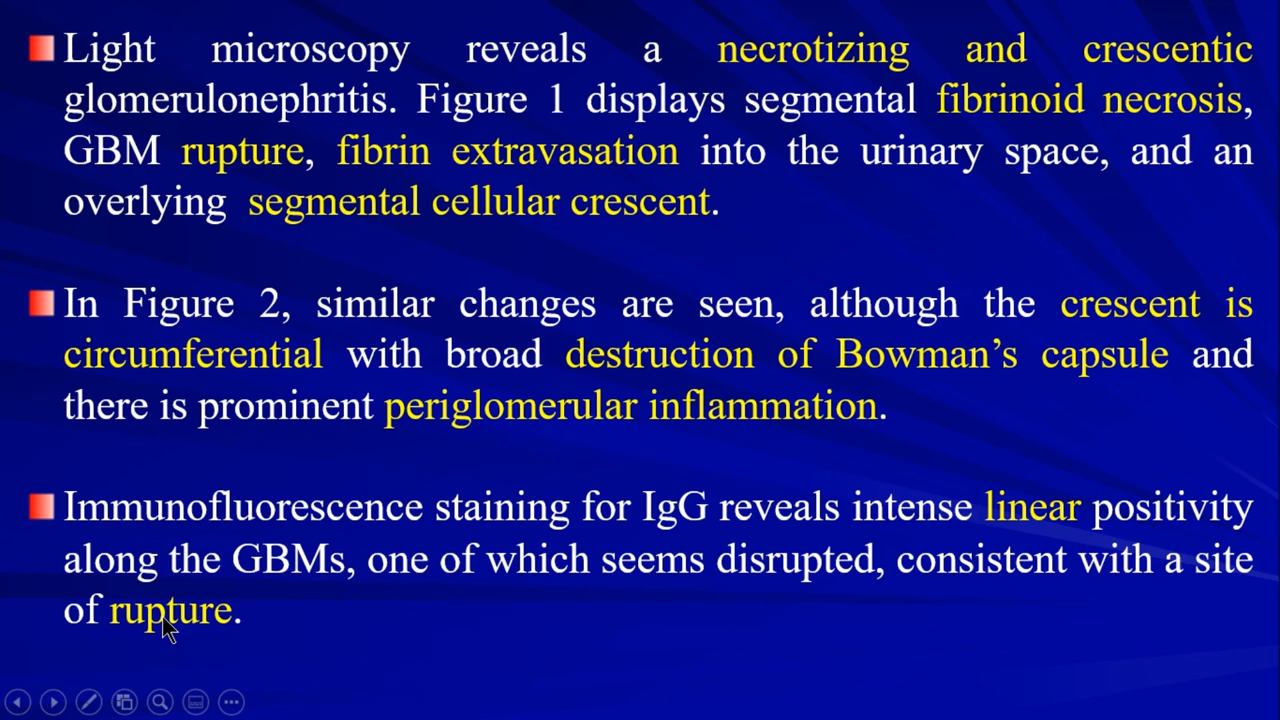 Light microscopy reveals a necrotizing and crescentic
glomerulonephritis. Figure 1 displays segmental fibrinoid necrosis,
GBM rupture, fibrin extravasation into the urinary space, and an
overlying segmental cellular crescent.
In Figure 2, similar changes are seen, although the crescent is
circumferential with broad destruction of Bowman’s capsule and
there is prominent periglomerular inflammation.
Immunofluorescence staining for IgG reveals intense linear positivity
along the GBMs, one of which seems disrupted, consistent with a site
of rupture.